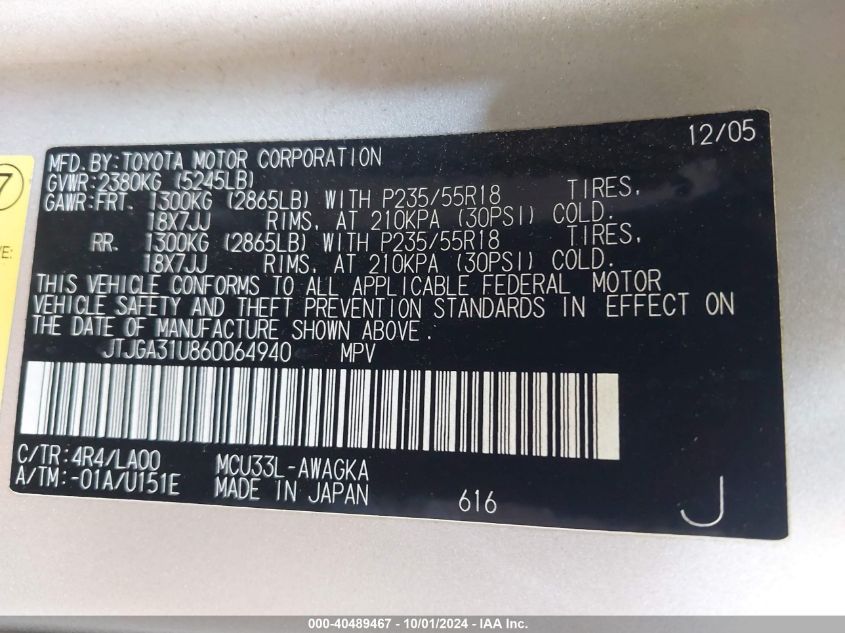 12/05
MFD. BY: TOYOTA MOTOR CORPORATION
GVWR: 2380KG (5245LB)
GAWR: FRT. 1300KG (2865LB) WITH P235/55R18 TIRES,
18X7JJ RIMS, AT 210KPA (30PSI) COLD.
RR. 1300KG (2865LB) WITH P235/55R18 TIRES,
18X7JJ RIMS, AT 210KPA (30PSI) COLD.
THIS VEHICLE CONFORMS TO ALL APPLICABLE FEDERAL MOTOR
VEHICLE SAFETY AND THEFT PREVENTION STANDARDS IN EFFECT ON
THE DATE OF MANUFACTURE SHOWN ABOVE.
JTJGA31U860064940 MPV
C/TR: 4R4/LA00 MCU33L-AWAGKA
A/TM: -01A/U151E MADE IN JAPAN 616 J
7
000-40489467 - 10/01/2024 - IAA Inc.